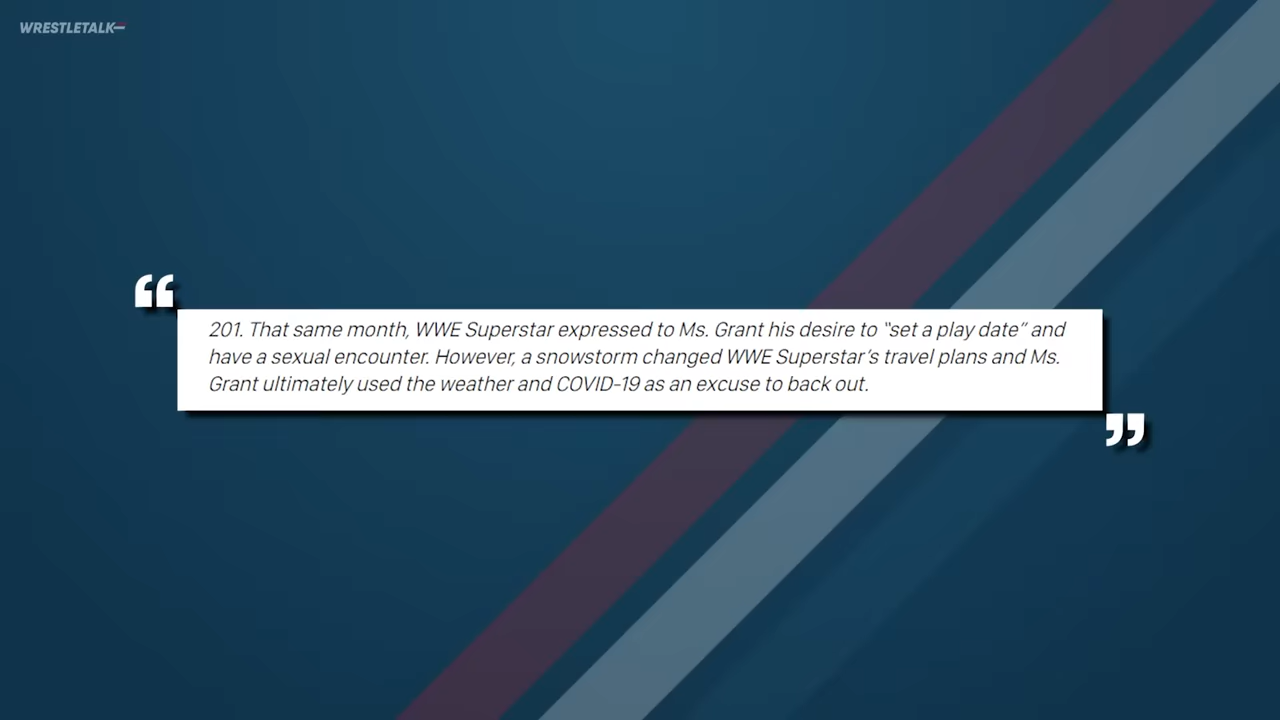 WRESTLETALK
“
201. That same month, WWE Superstar expressed to Ms. Grant his desire to “set a play date” and
have a sexual encounter. However, a snowstorm changed WWE Superstar’s travel plans and Ms.
Grant ultimately used the weather and COVID-19 as an excuse to back out.
”